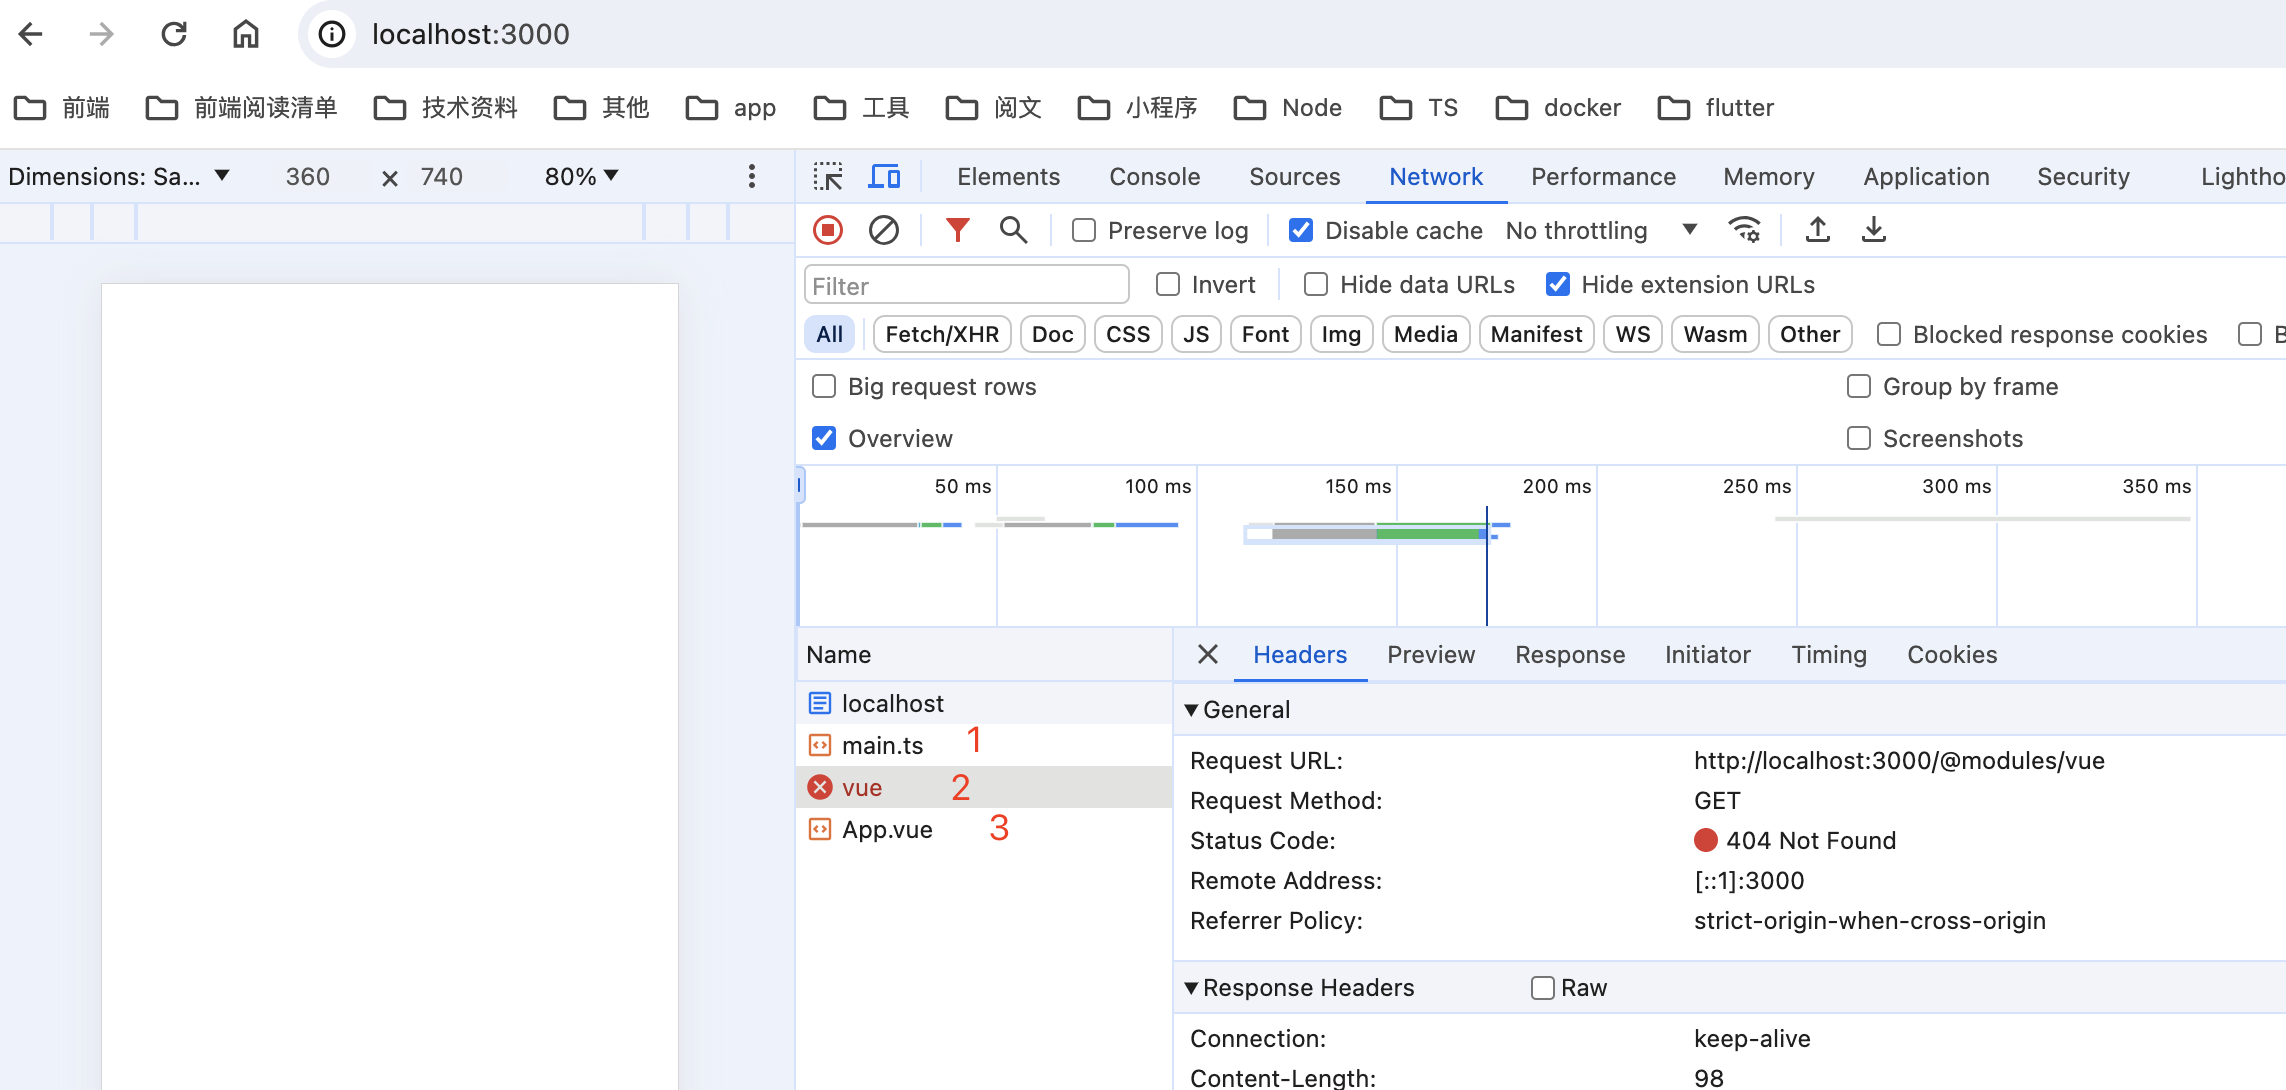 localhost:3000
前端 前端阅读清单 技术资料 其他 app 工具 阅文 小程序 Node TS docker flutter
Dimensions: Sa... 360 × 740 80%
Elements Console Sources Network Performance Memory Application Security Lightho
Preserve log Disable cache No throttling
Filter Invert Hide data URLs Hide extension URLs
All Fetch/XHR Doc CSS JS Font Img Media Manifest WS Wasm Other Blocked response cookies B
Big request rows Group by frame
Overview Screenshots
50 ms 100 ms 150 ms 200 ms 250 ms 300 ms 350 ms
Name
localhost
main.ts 1
vue 2
App.vue 3
Headers Preview Response Initiator Timing Cookies
General
Request URL: http://localhost:3000/@modules/vue
Request Method: GET
Status Code: 404 Not Found
Remote Address: [::1]:3000
Referrer Policy: strict-origin-when-cross-origin
Response Headers Raw
Connection: keep-alive
Content-Length: 98